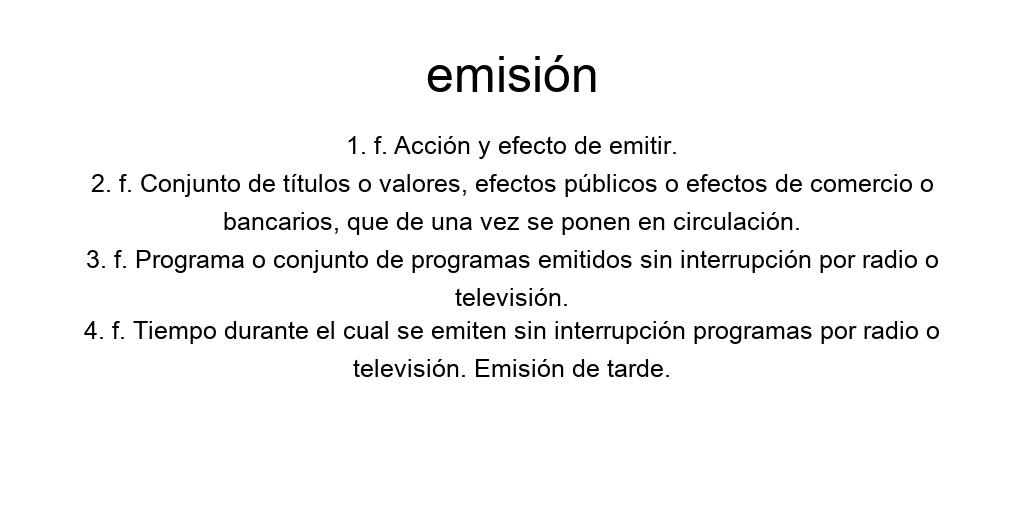 emisión
1. f. Acción y efecto de emitir.
2. f. Conjunto de títulos o valores, efectos públicos o efectos de comercio o
bancarios, que de una vez se ponen en circulación.
3. f. Programa o conjunto de programas emitidos sin interrupción por radio o
televisión.
4. f. Tiempo durante el cual se emiten sin interrupción programas por radio o
televisión. Emisión de tarde.